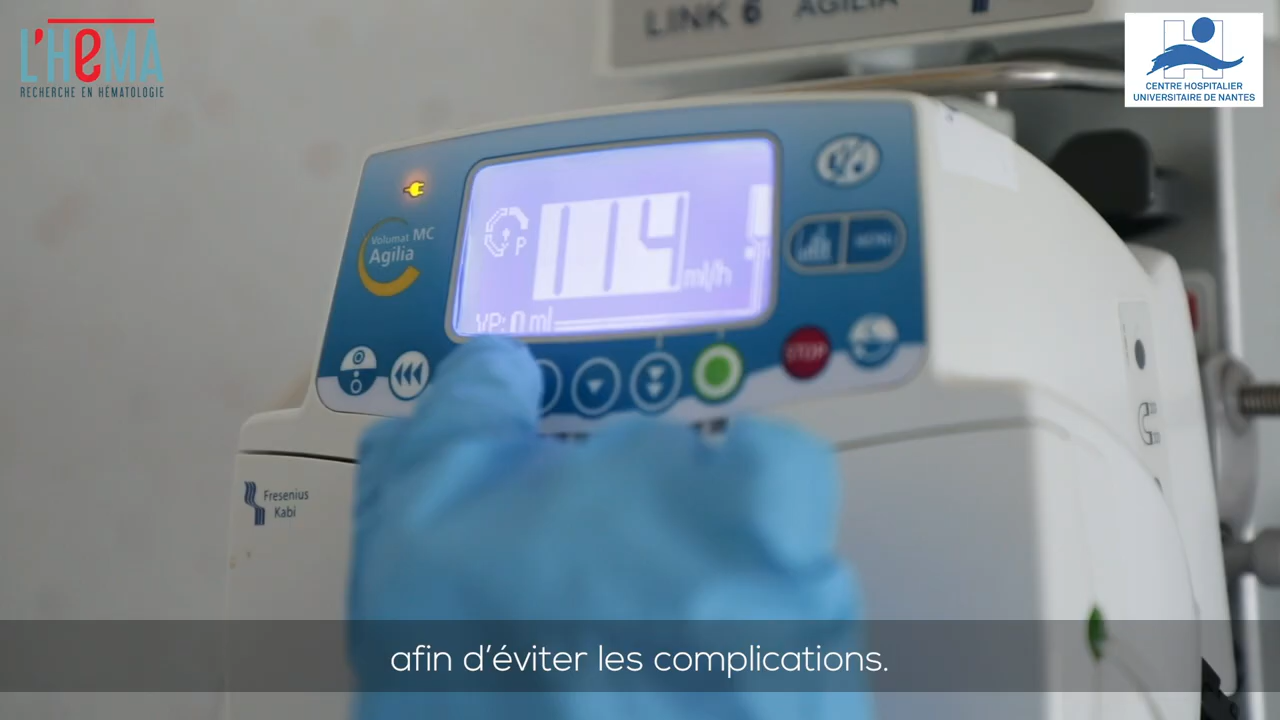 L'HeMA
RECHERCHE EN HÉMATOLOGIE
LINK 6 AGILIA
CENTRE HOSPITALIER
UNIVERSITAIRE DE NANTES
Volumat MC
Agilia
P
114 ml/h
VP: 0 ml
MENU
STOP
Fresenius
Kabi
afin d'éviter les complications.